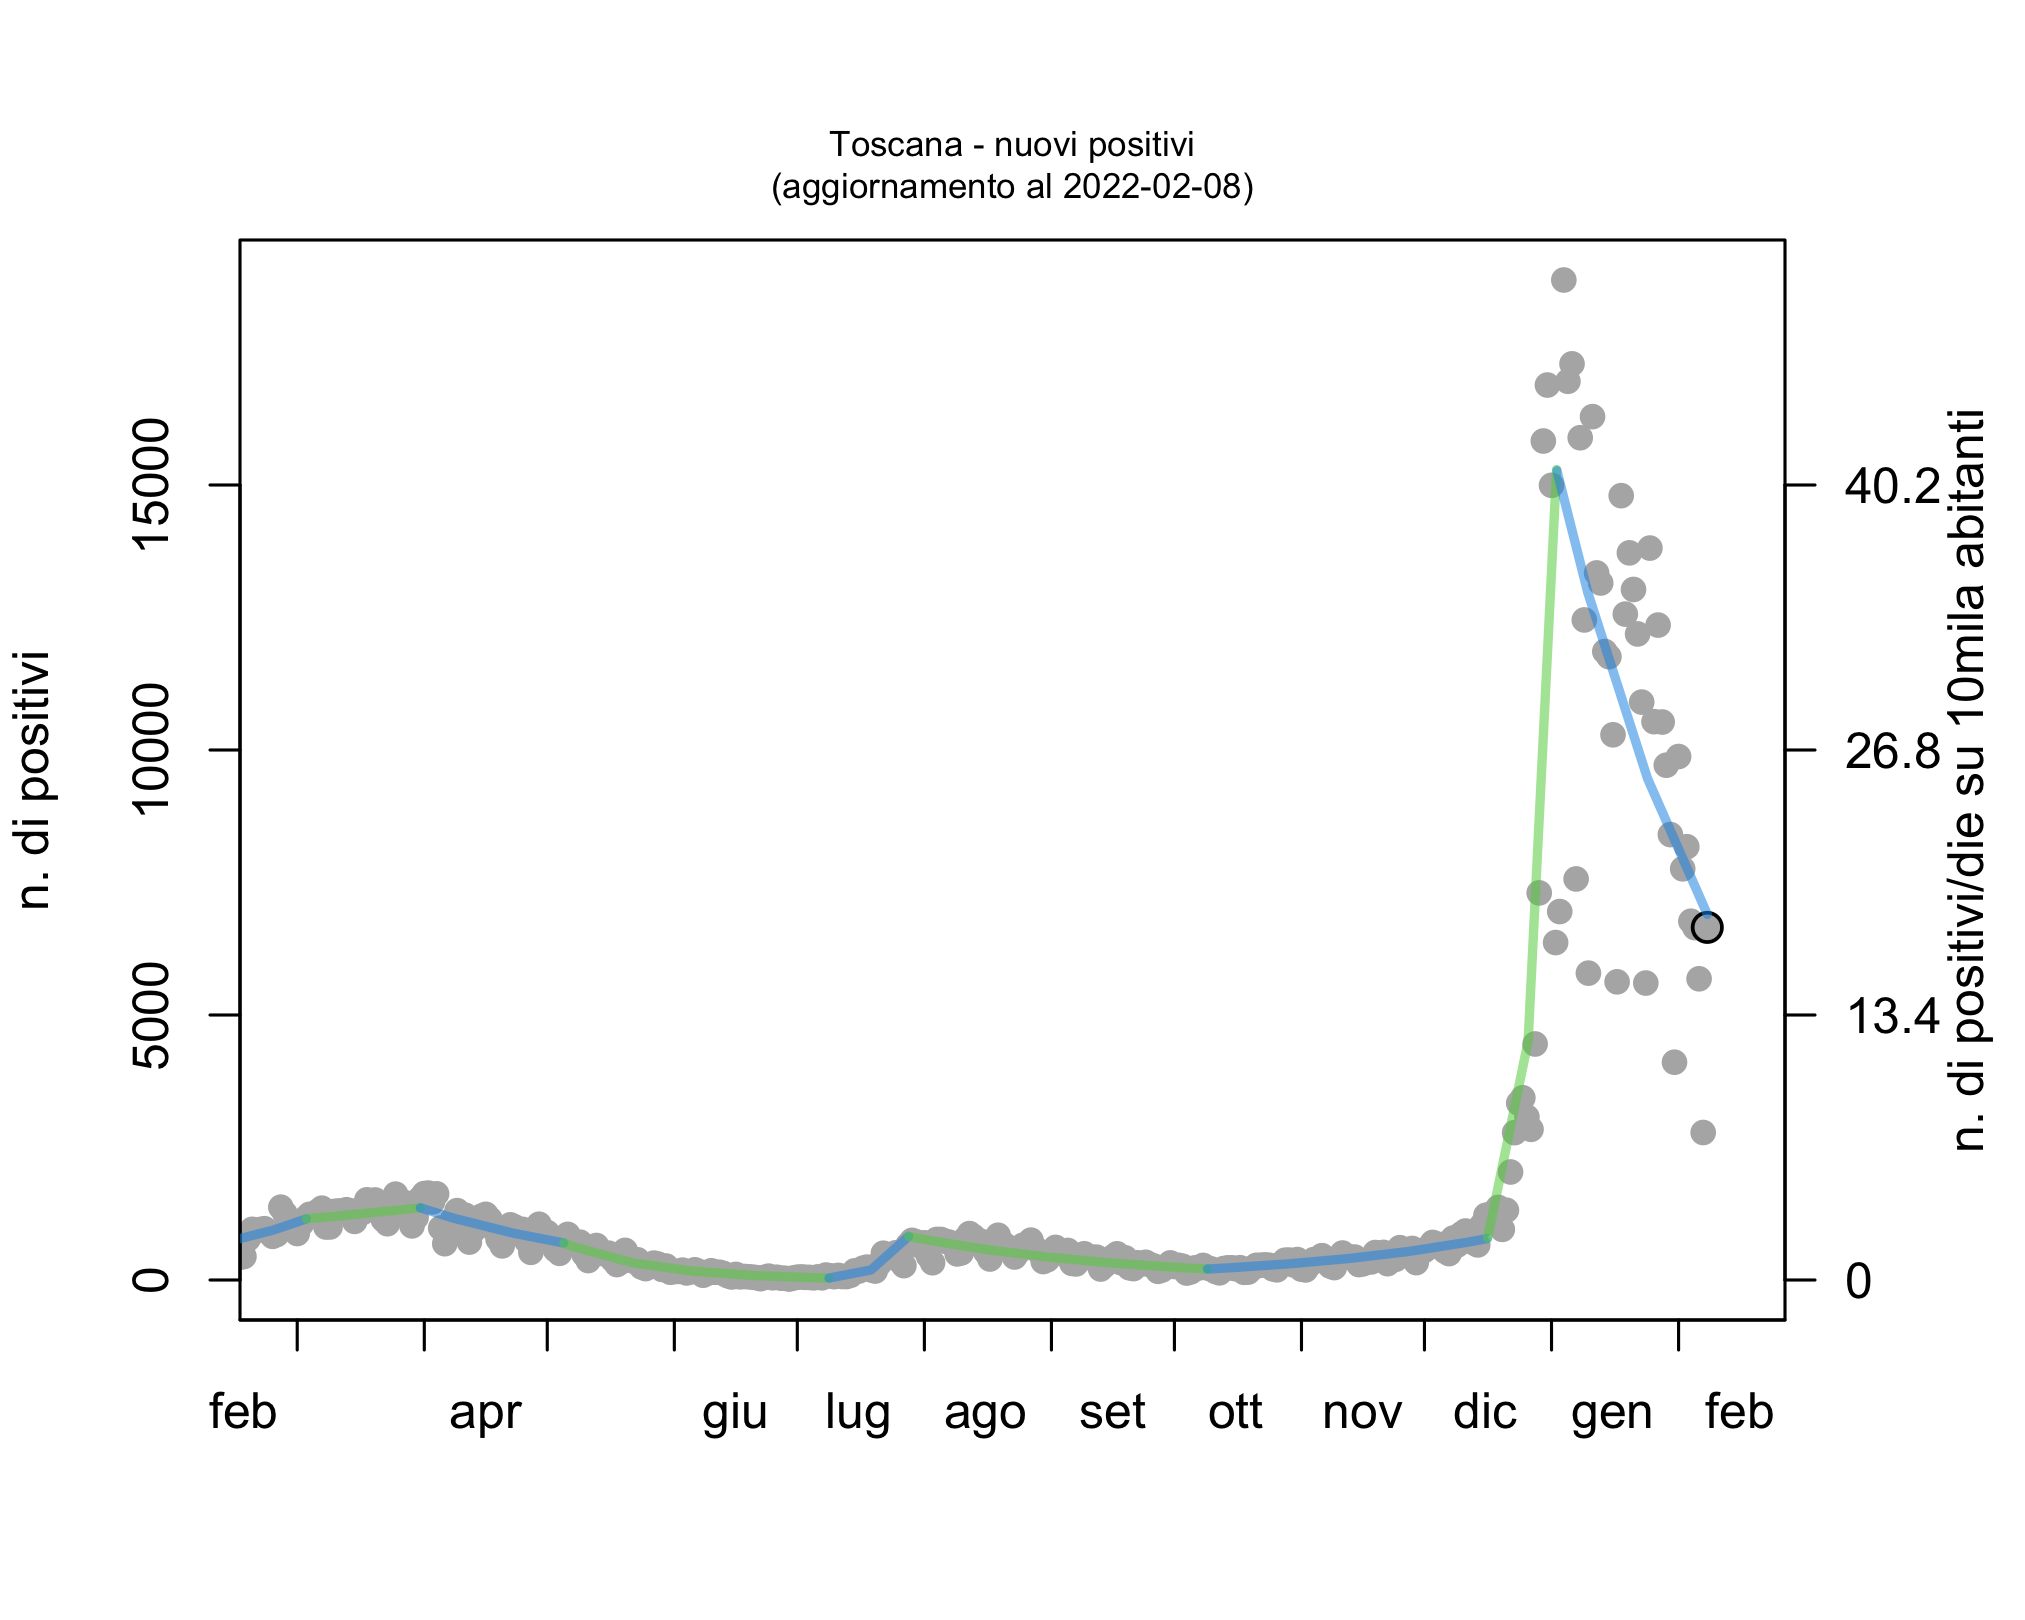 Toscana - nuovi positivi
(aggiornamento al 2022-02-08)
n. di positivi
15000
10000
5000
0
40.2
26.8
13.4
0
n. di positivi/die su 10mila abitanti
feb apr giu lug ago set ott nov dic gen feb